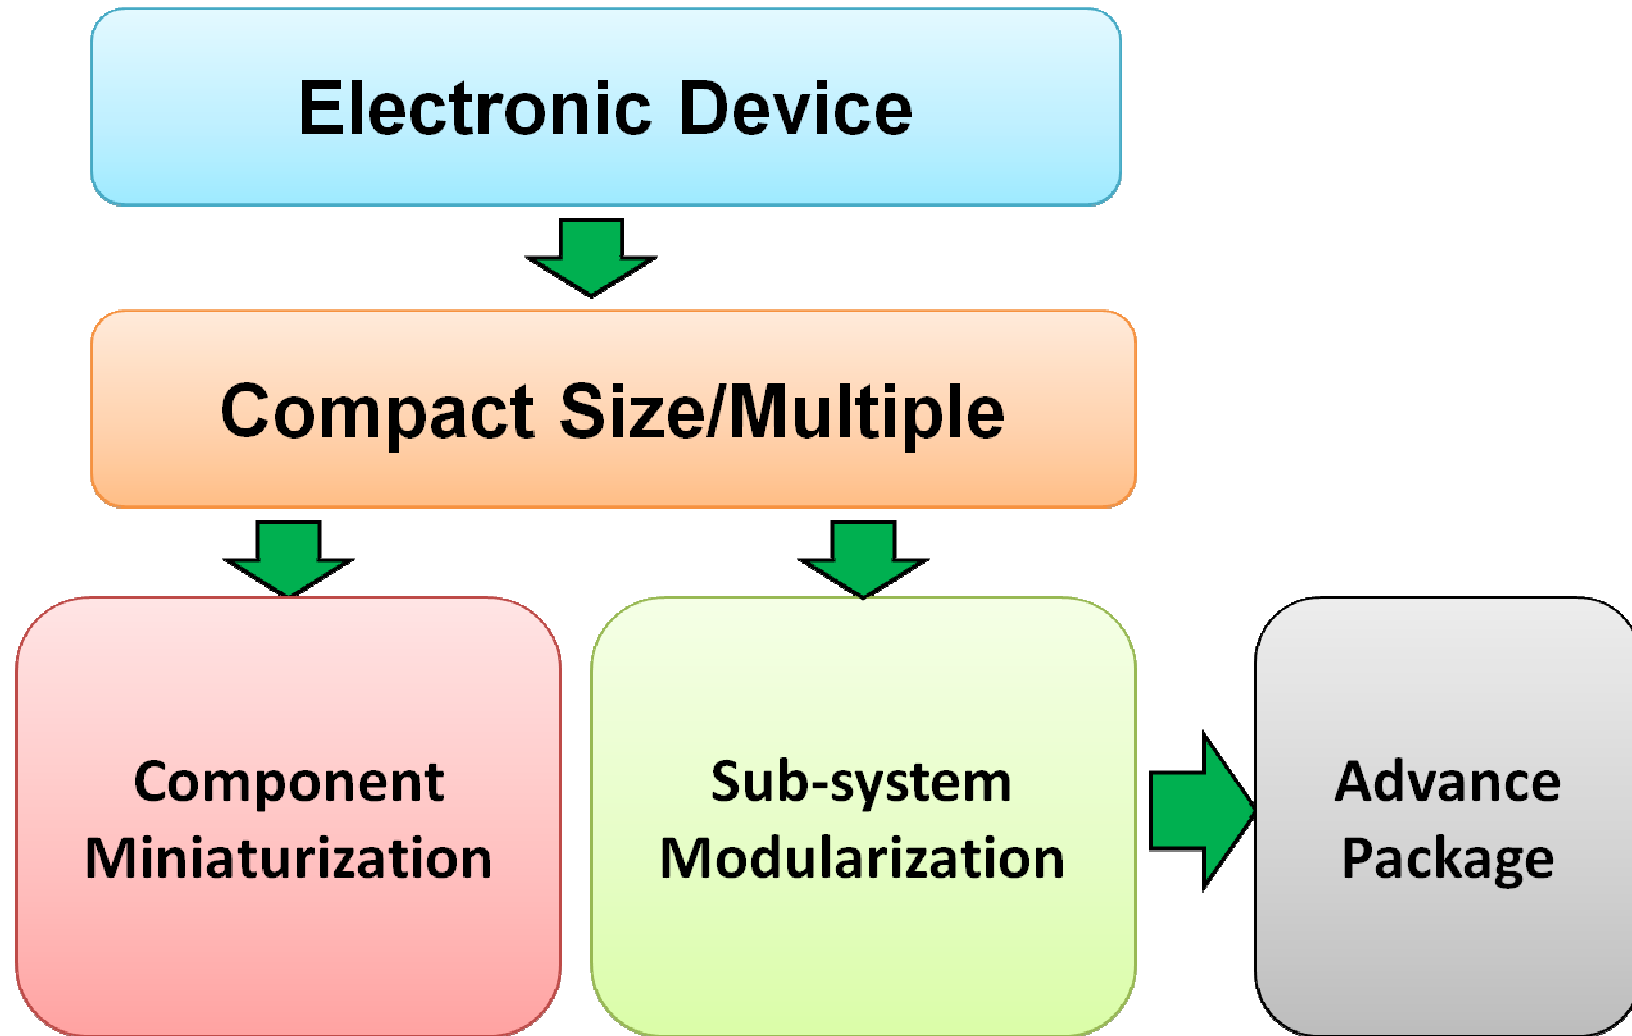 Electronic Device
Compact Size/Multiple
Component
Miniaturization
Sub-system
Modularization
Advance
Package